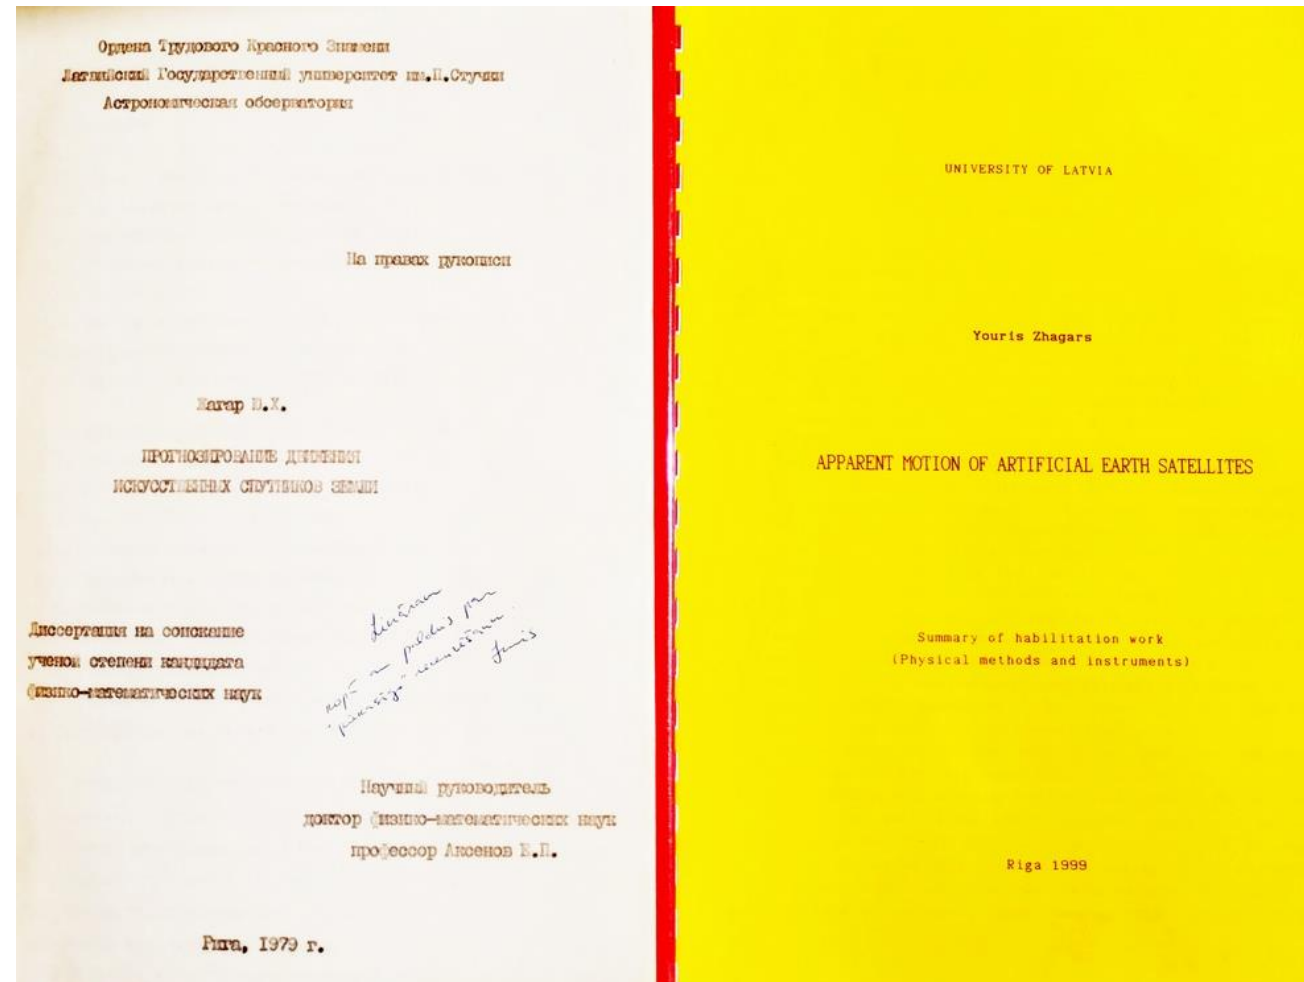 Ордена Трудового Красного Знамени
Латвийский Государственный университет им.П.Стучки
Астрономическая обсерватория
На правах рукописи
Жагар Ю.Х.
ПРОГНОЗИРОВАНИЕ ДВИЖЕНИЯ
ИСКУССТВЕННЫХ СПУТНИКОВ ЗЕМЛИ
Диссертация на соискание
ученой степени кандидата
физико-математических наук
Научный руководитель
доктор физико-математических наук
профессор Аксенов Е.П.
Рига, 1979 г.
UNIVERSITY OF LATVIA
Youris Zhagars
APPARENT MOTION OF ARTIFICIAL EARTH SATELLITES
Summary of habilitation work
(Physical methods and instruments)
Riga 1999